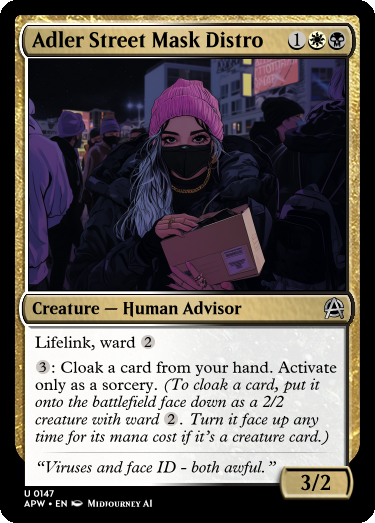 Adler Street Mask Distro 1
Creature — Human Advisor
Lifelink, ward 2
3: Cloak a card from your hand. Activate
only as a sorcery. (To cloak a card, put it
onto the battlefield face down as a 2/2
creature with ward 2. Turn it face up any
time for its mana cost if it's a creature card.)
“Viruses and face ID - both awful.”
3/2
U 0147
APW • EN Midjourney AI